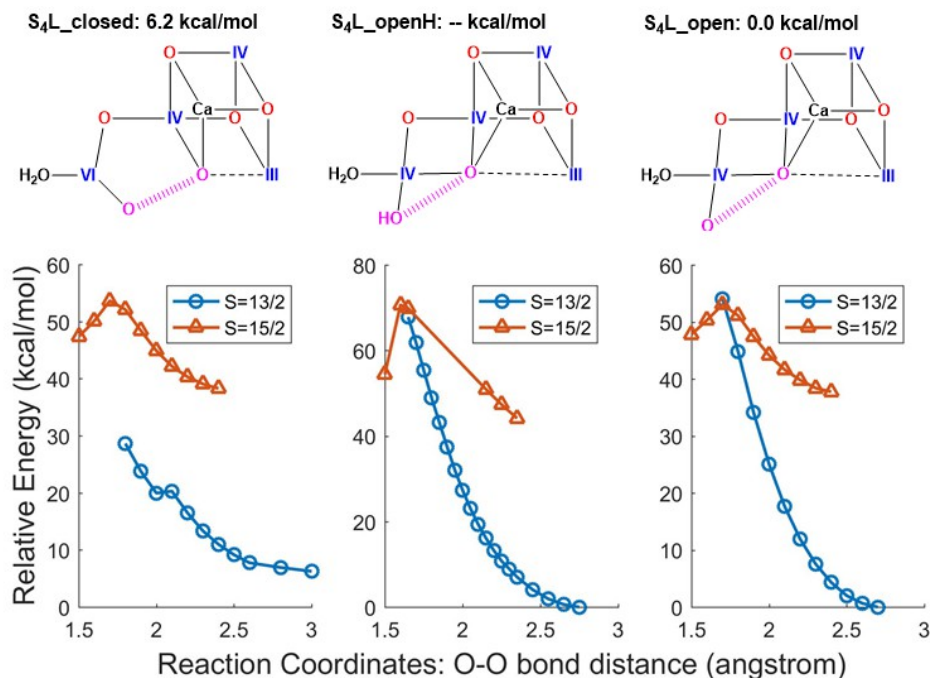 S₄L_closed: 6.2 kcal/mol
S₄L_openH: -- kcal/mol
S₄L_open: 0.0 kcal/mol
O IV
Ca O
O IV O
H₂O VI O III
O
O IV
Ca O
O IV O
H₂O IV O III
HO
O IV
Ca O
O IV O
H₂O IV O III
O
Relative Energy (kcal/mol)
60
50
40
30
20
10
0
S=13/2
S=15/2
1.5 2 2.5 3
80
60
40
20
0
S=13/2
S=15/2
1.5 2 2.5 3
60
50
40
30
20
10
0
S=13/2
S=15/2
1.5 2 2.5 3
Reaction Coordinates: O-O bond distance (angstrom)